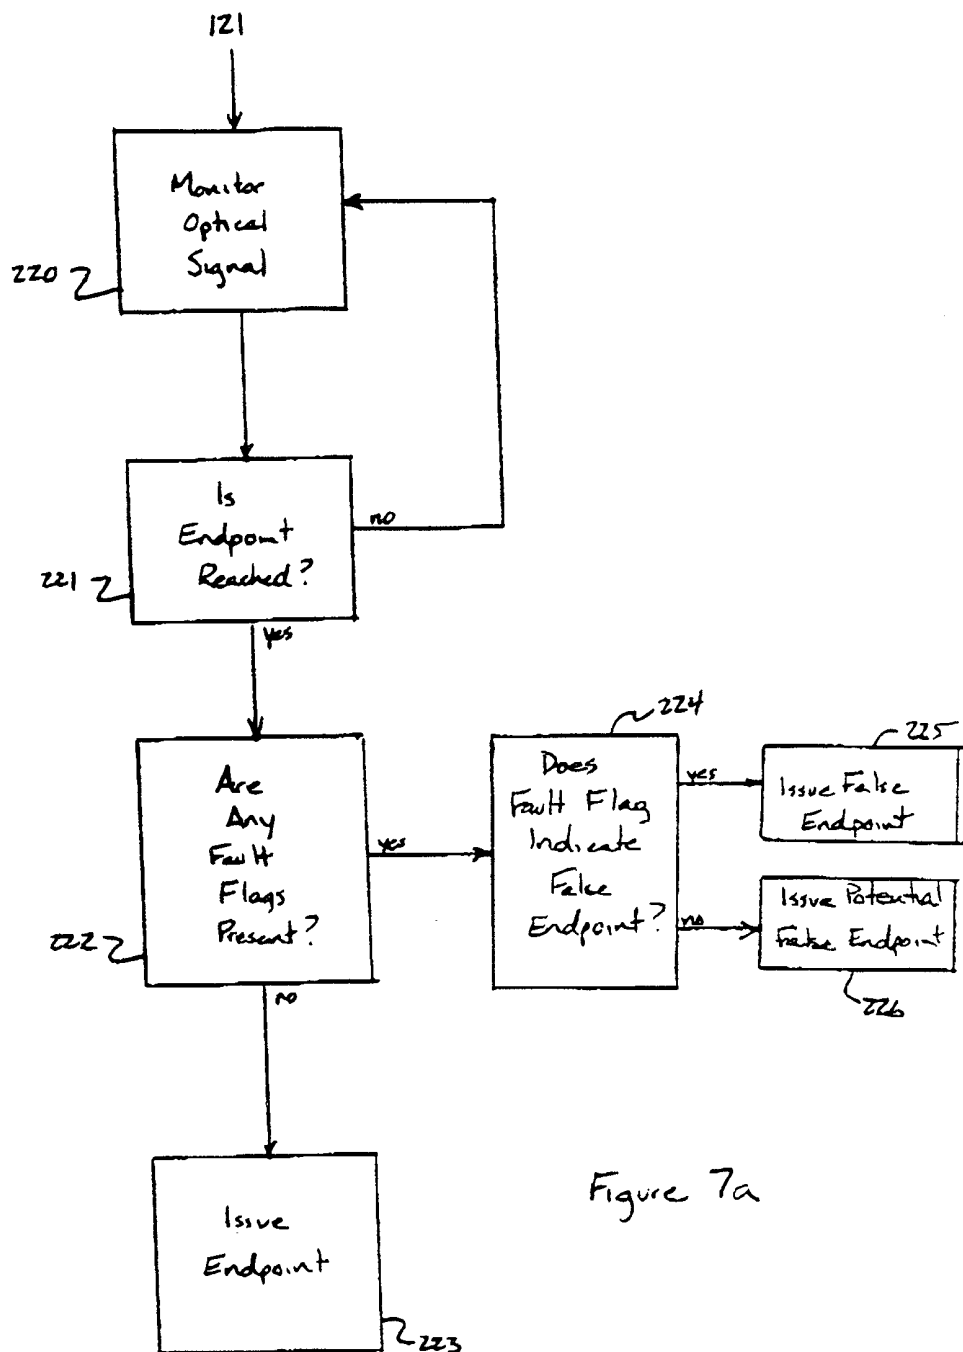 121
Monitor
Optical
Signal
220
Is
Endpoint
Reached?
no
221
yes
Are
Any
Fault
Flags
Present?
yes
222
no
224
Does
Fault Flag
Indicate
False
Endpoint?
yes
no
225
Issue False
Endpoint
Issue Potential
False Endpoint
226
Issue
Endpoint
223
Figure 7a